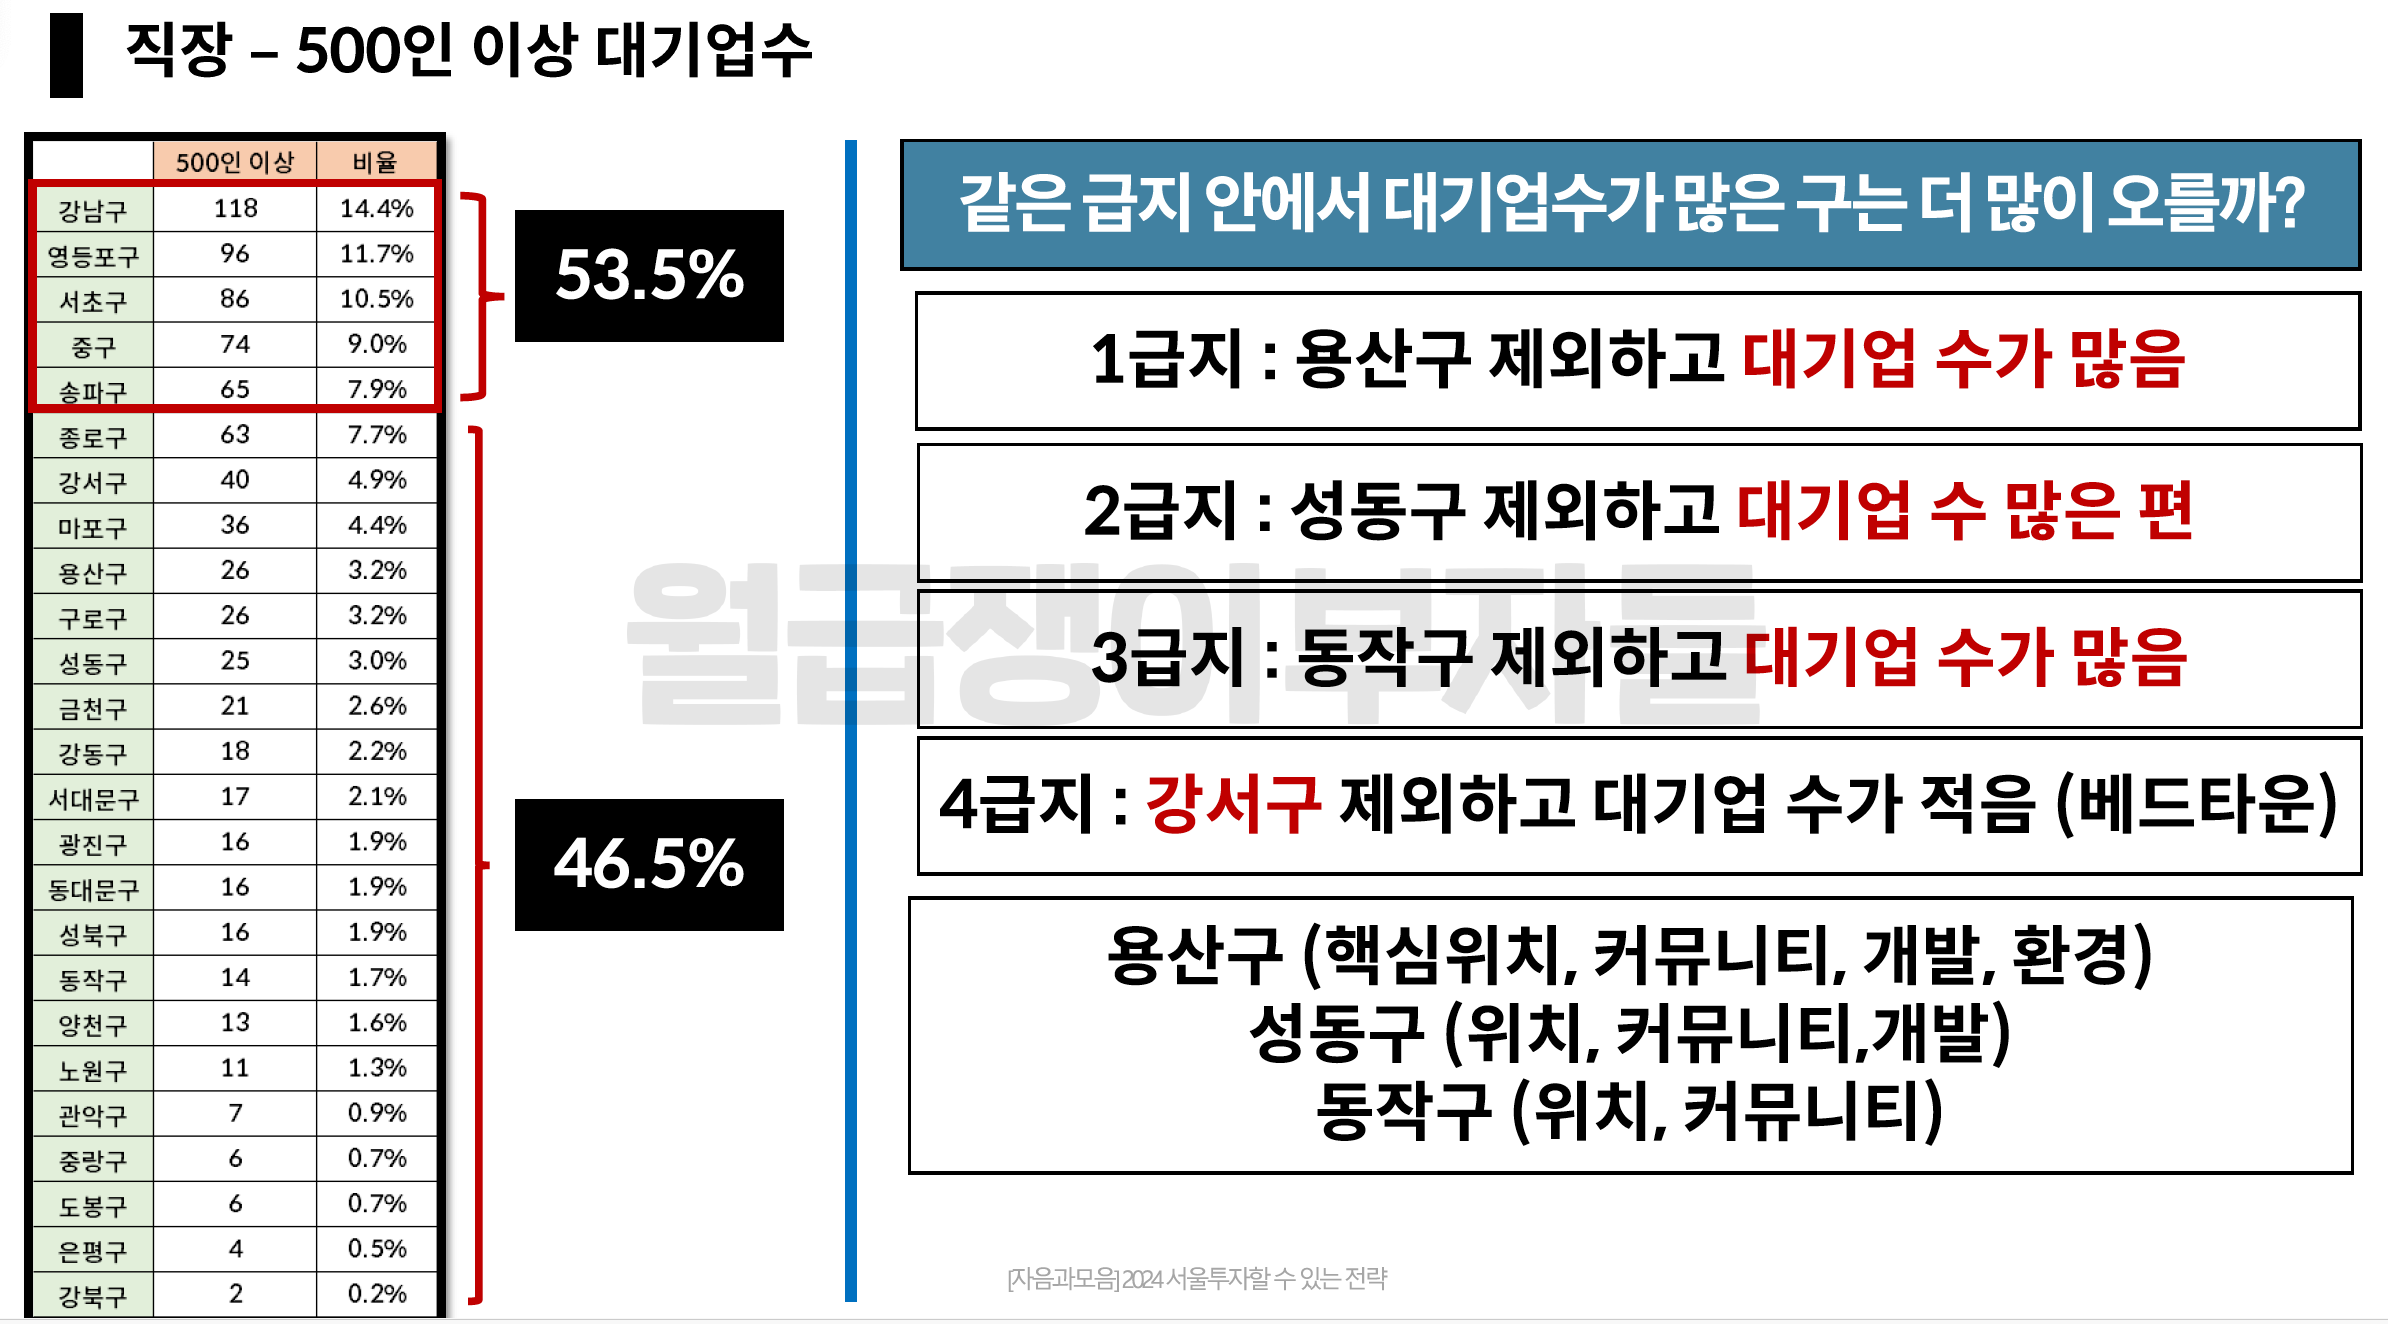 직장 – 500인 이상 대기업수
500인 이상 비율
강남구 118 14.4%
영등포구 96 11.7%
서초구 86 10.5%
중구 74 9.0%
송파구 65 7.9%
종로구 63 7.7%
강서구 40 4.9%
마포구 36 4.4%
용산구 26 3.2%
구로구 26 3.2%
성동구 25 3.0%
금천구 21 2.6%
강동구 18 2.2%
서대문구 17 2.1%
광진구 16 1.9%
동대문구 16 1.9%
성북구 16 1.9%
동작구 14 1.7%
양천구 13 1.6%
노원구 11 1.3%
관악구 7 0.9%
중랑구 6 0.7%
도봉구 6 0.7%
은평구 4 0.5%
강북구 2 0.2%
53.5%
46.5%
같은 급지 안에서 대기업수가 많은 구는 더 많이 오를까?
1급지 : 용산구 제외하고 대기업 수가 많음
2급지 : 성동구 제외하고 대기업 수 많은 편
3급지 : 동작구 제외하고 대기업 수가 많음
4급지 : 강서구 제외하고 대기업 수가 적음 (베드타운)
용산구 (핵심위치, 커뮤니티, 개발, 환경)
성동구 (위치, 커뮤니티,개발)
동작구 (위치, 커뮤니티)
월급쟁이부자들
[자음과모음] 2024 서울투자할 수 있는 전략